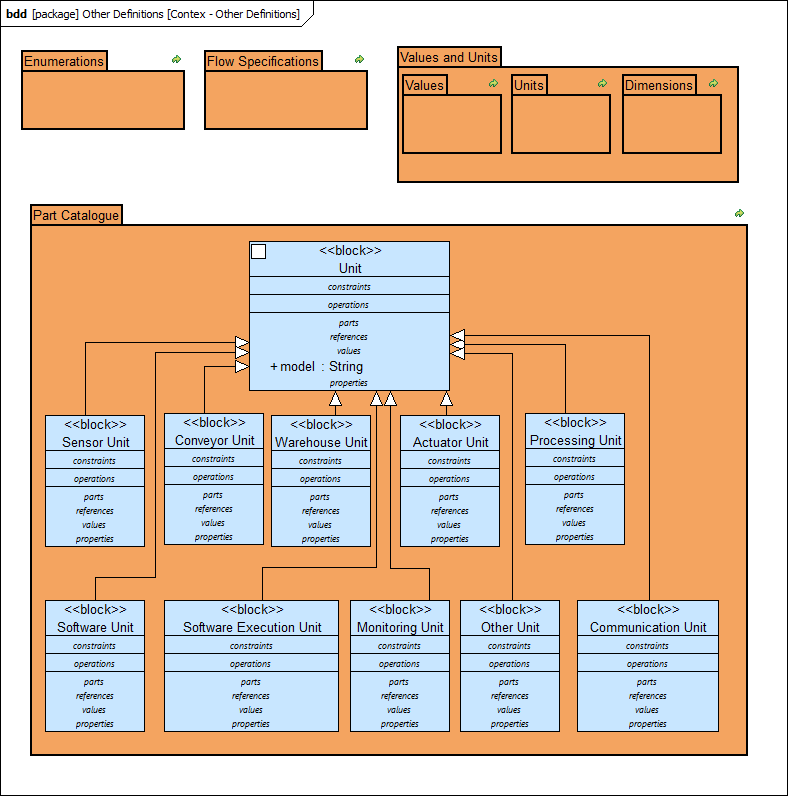 bdd [package] Other Definitions [Contex - Other Definitions]
Enumerations
Flow Specifications
Values and Units
Values
Units
Dimensions
Part Catalogue
<<block>>
Unit
constraints
operations
parts
references
values
+ model : String
properties
<<block>>
Sensor Unit
constraints
operations
parts
references
values
properties
<<block>>
Conveyor Unit
constraints
operations
parts
references
values
properties
<<block>>
Warehouse Unit
constraints
operations
parts
references
values
properties
<<block>>
Actuator Unit
constraints
operations
parts
references
values
properties
<<block>>
Processing Unit
constraints
operations
parts
references
values
properties
<<block>>
Software Unit
constraints
operations
parts
references
values
properties
<<block>>
Software Execution Unit
constraints
operations
parts
references
values
properties
<<block>>
Monitoring Unit
constraints
operations
parts
references
values
properties
<<block>>
Other Unit
constraints
operations
parts
references
values
properties
<<block>>
Communication Unit
constraints
operations
parts
references
values
properties